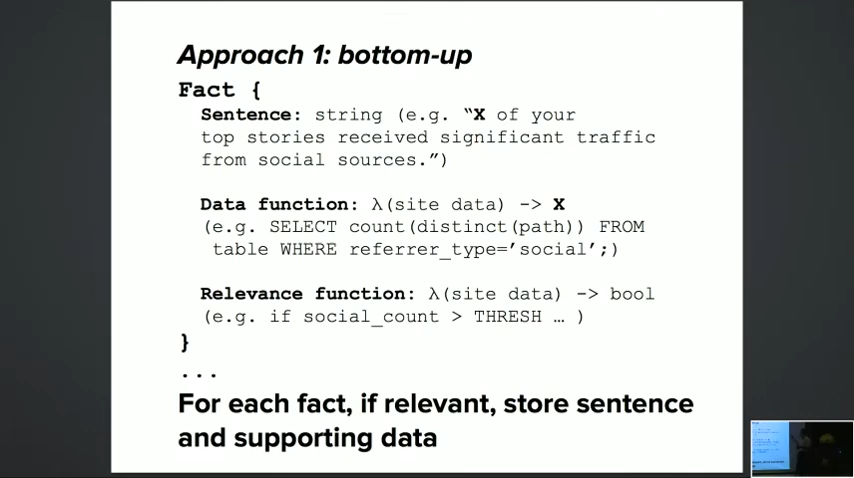 Approach 1: bottom-up
Fact {
Sentence: string (e.g. “X of your
top stories received significant traffic
from social sources.”)
Data function: λ(site data) -> X
(e.g. SELECT count(distinct(path)) FROM
table WHERE referrer_type=’social’;)
Relevance function: λ(site data) -> bool
(e.g. if social_count > THRESH … )
}
...
For each fact, if relevant, store sentence
and supporting data